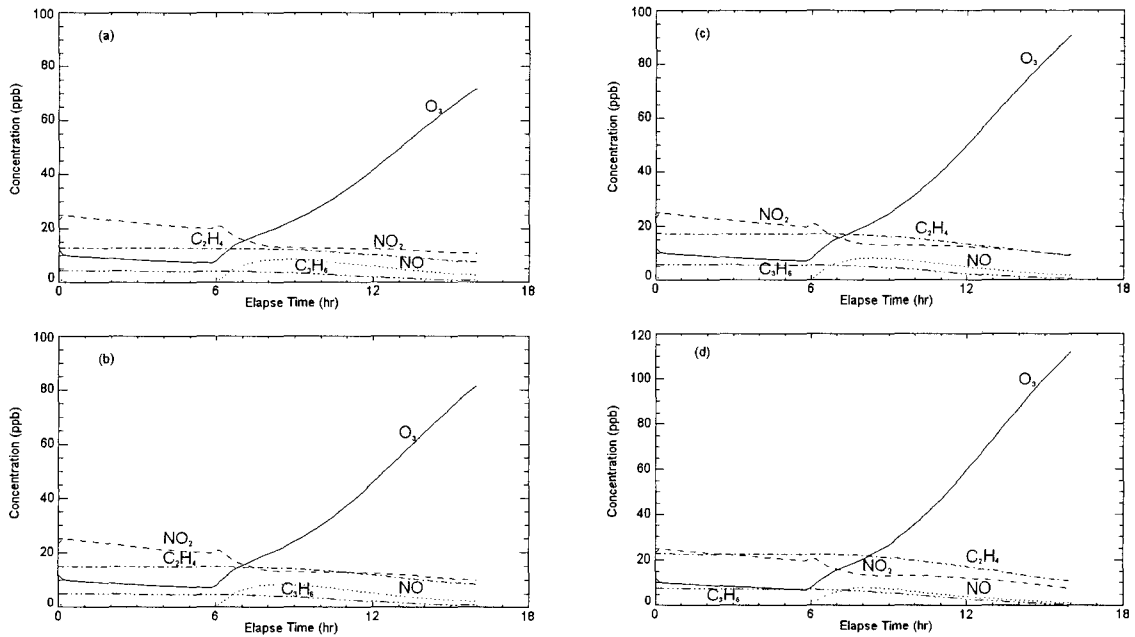 (a)
Concentration (ppb)
100
80
60
40
20
0
O₃
C₂H₄
NO₂
NO
C₃H₆
0 6 12 18
Elapse Time (hr)
(b)
Concentration (ppb)
100
80
60
40
20
0
O₃
NO₂
C₂H₄
C₃H₆
NO
0 6 12 18
Elapse Time (hr)
(c)
Concentration (ppb)
100
80
60
40
20
0
O₃
NO₂
C₂H₄
C₃H₆
NO
0 6 12 18
Elapse Time (hr)
(d)
Concentration (ppb)
120
100
80
60
40
20
0
O₃
NO₂
C₂H₄
C₃H₆
NO
0 6 12 18
Elapse Time (hr)